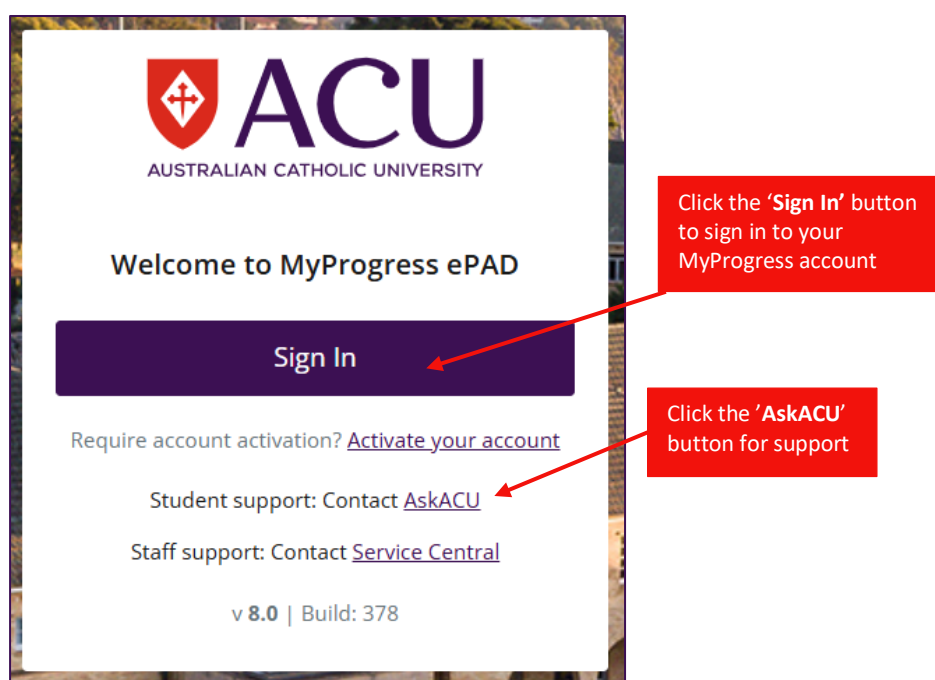 ACU
AUSTRALIAN CATHOLIC UNIVERSITY
Welcome to MyProgress ePAD
Sign In
Require account activation? Activate your account
Student support: Contact AskACU
Staff support: Contact Service Central
v 8.0 | Build: 378
Click the ‘Sign In’ button
to sign in to your
MyProgress account
Click the ’AskACU’
button for support